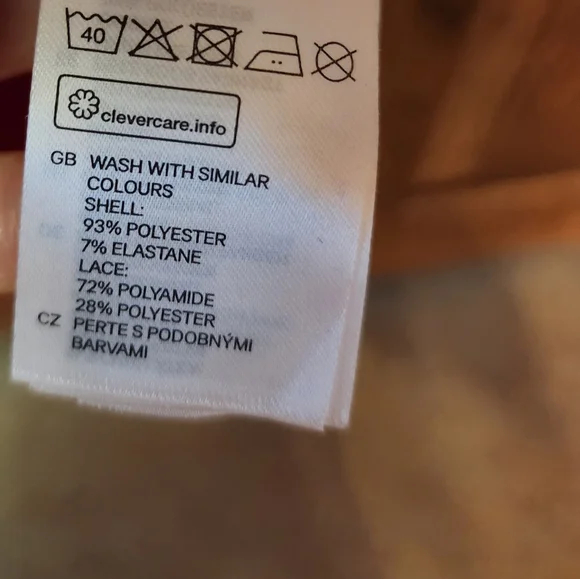 40
clevercare.info
GB WASH WITH SIMILAR
COLOURS
SHELL:
93% POLYESTER
7% ELASTANE
LACE:
72% POLYAMIDE
28% POLYESTER
CZ PERTE S PODOBNÝMI
BARVAMI